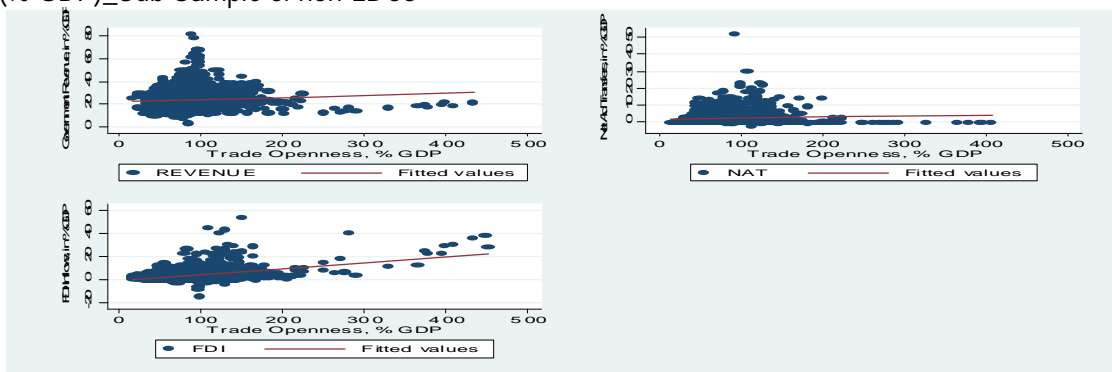 (% GDP)_Sub-Sample of non-LDCs
80
60
40
20
0
0 100 200 300 400 500
Trade Openness, % GDP
REVENUE Fitted values
0 100 200 300 400 500
Trade Openness, % GDP
NAT Fitted values
60
40
20
0
-20
0 100 200 300 400 500
Trade Openness, % GDP
FDI Fitted values